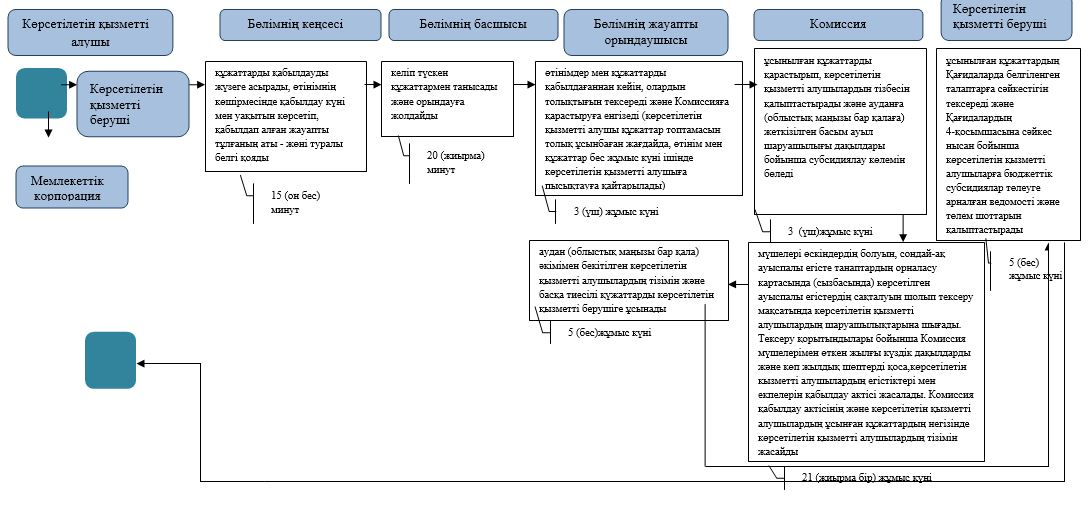 Көрсетілетін қызметті
алушы
Бөлімнің кеңсесі
Бөлімнің басшысы
Бөлімнің жауапты
орындаушысы
Комиссия
Көрсетілетін
қызметті беруші
Көрсетілетін
қызметті
беруші
Мемлекеттік
корпорация
құжаттарды қабылдауды
жүзеге асырады, өтінімнің
көшірмесінде қабылдау күні
мен уақытын көрсетіп,
қабылдап алған жауапты
тұлғаның аты - жөні туралы
белгі қояды
15 (он бес)
минут
келіп түскен
құжаттармен танысады
және орындауға
жолдайды
20 (жиырма)
минут
өтінімдер мен құжаттарды
қабылдағаннан кейін, олардын
толықтығын тексереді және Комиссияға
қарастыруға енгізеді (көрсетілетін
қызметті алушы құжаттар топтамасын
толық ұсынбаған жағдайда, өтінім мен
құжаттар бес жұмыс күні ішінде
көрсетілетін қызметті алушыға
пысықтауға қайтарылады)
3 (үш) жұмыс күні
ұсынылған құжаттарды
қарастырып, көрсетілетін
қызметті алушылардың тізбесін
қалыптастырады және ауданға
(облыстық маңызы бар қалаға)
жеткізілген басым ауыл
шаруашылығы дақылдары
бойынша субсидиялау көлемін
бөледі
3 (үш)жұмыс күні
ұсынылған құжаттардың
Қағидаларда белгіленген
талаптарға сәйкестігін
тексереді және
Қағидалардың
4-қосымшасына сәйкес
нысан бойынша
көрсетілетін қызметті
алушыларға бюджеттік
субсидиялар төлеуге
арналған ведомості және
төлем шоттарын
қалыптастырады
5 (бес)
жұмыс күні
аудан (облыстық маңызы бар қала)
әкімімен бекітілген көрсетілетін
қызметті алушылардың тізімін және
басқа тиесілі құжаттарды көрсетілетін
қызметті берушіге ұсынады
5 (бес)жұмыс күні
мүшелері өскіндердің болуын, сондай-ақ
ауыспалы егісте танаптардың орналасу
картасында (сызбасында) көрсетілген
ауыспалы егістердің сақталуын шолып тексеру
мақсатында көрсетілетін қызметті
алушылардың шаруашылықтарына шығады.
Тексеру қорытындылары бойынша Комиссия
мүшелерімен өткен жылғы күздік дақылдарды
және көп жылдық шөптерді қоса,көрсетілетін
қызметті алушылардың егістіктері мен
екпелерін қабылдау актісі жасалады. Комиссия
қабылдау актісінің және көрсетілетін қызметті
алушылардың ұсынған құжаттардың негізінде
көрсетілетін қызметті алушылардың тізімін
жасайды
21 (жиырма бір) жұмыс күні